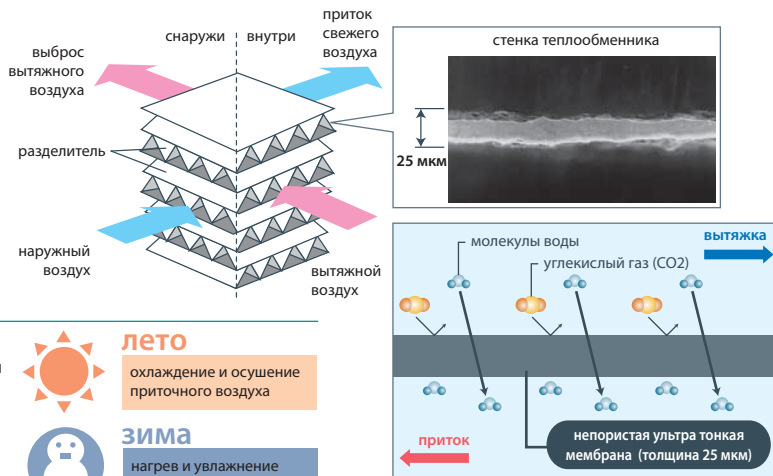 снаружи
внутри
приток
свежего
воздуха
выброс
вытяжного
воздуха
разделитель
наружный
воздух
вытяжной
воздух
стенка теплообменника
25 мкм
молекулы воды
углекислый газ (CO2)
вытяжка
приток
непористая ультра тонкая
мембрана (толщина 25 мкм)
лето
охлаждение и осушение
приточного воздуха
зима
нагрев и увлажнение